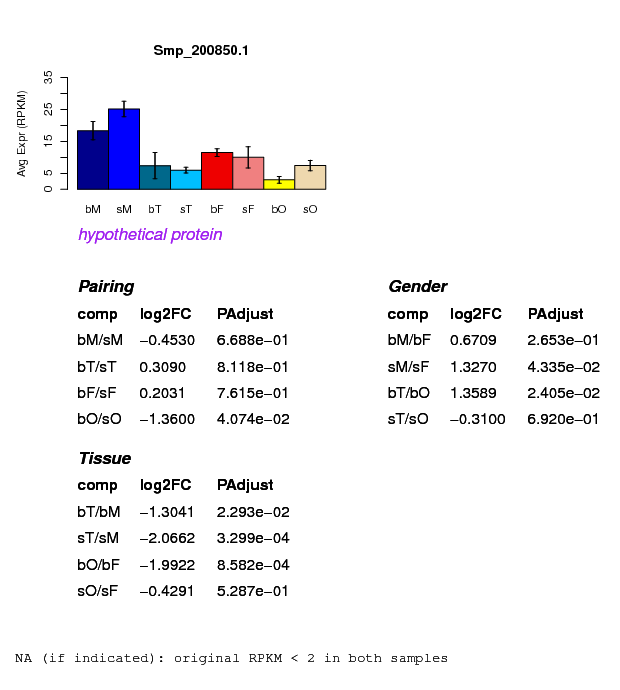 Smp_200850.1
Avg Expr (RPKM)
35
25
15
5
0
bM sM bT sT bF sF bO sO
hypothetical protein
Pairing
comp log2FC PAdjust
bM/sM −0.4530 6.688e−01
bT/sT 0.3090 8.118e−01
bF/sF 0.2031 7.615e−01
bO/sO −1.3600 4.074e−02
Gender
comp log2FC PAdjust
bM/bF 0.6709 2.653e−01
sM/sF 1.3270 4.335e−02
bT/bO 1.3589 2.405e−02
sT/sO −0.3100 6.920e−01
Tissue
comp log2FC PAdjust
bT/bM −1.3041 2.293e−02
sT/sM −2.0662 3.299e−04
bO/bF −1.9922 8.582e−04
sO/sF −0.4291 5.287e−01
NA (if indicated): original RPKM < 2 in both samples